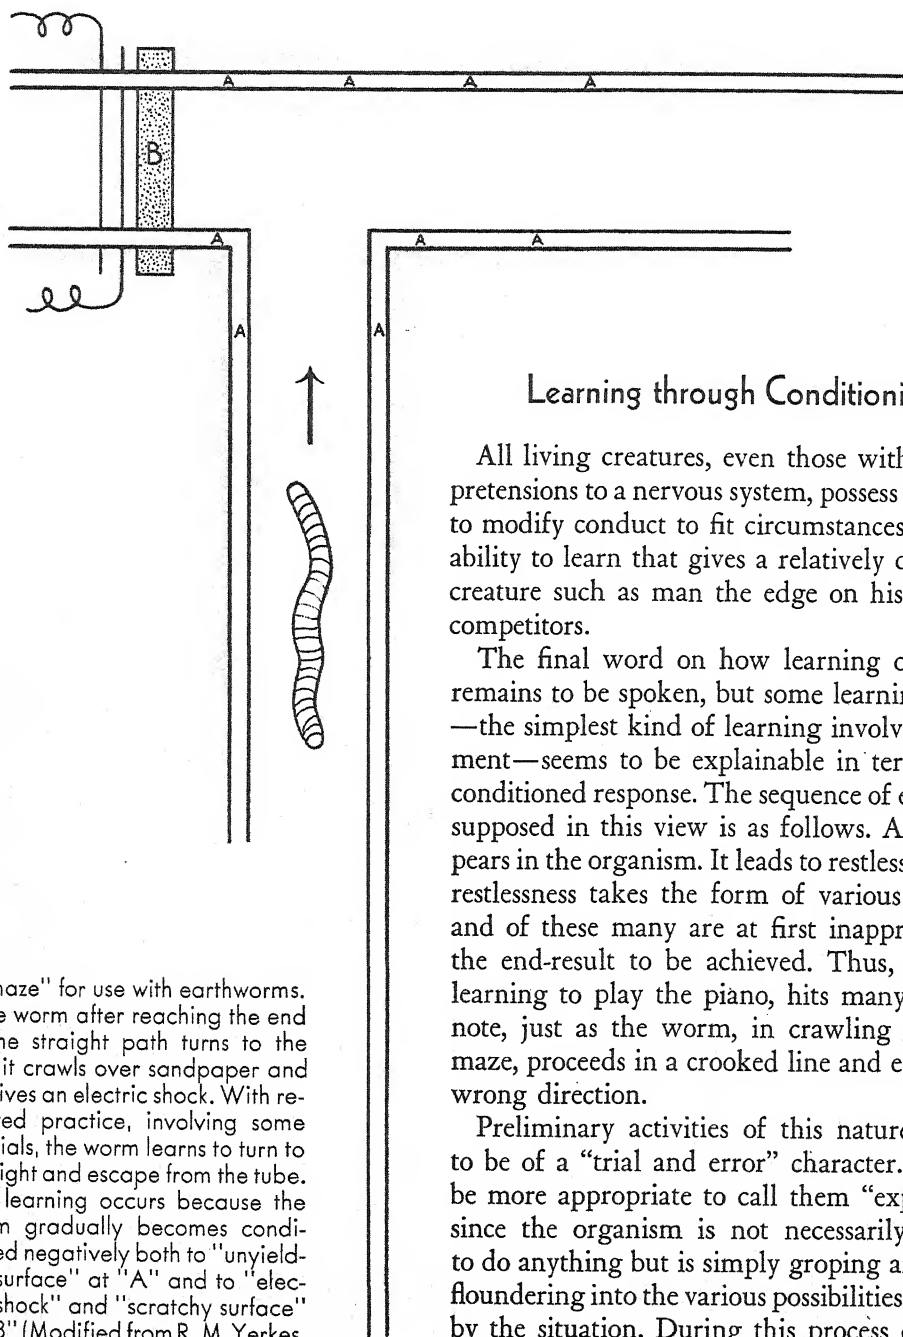 A A A A
B
A A A
A A
Learning through Conditioni
All living creatures, even those with
pretensions to a nervous system, possess
to modify conduct to fit circumstances
ability to learn that gives a relatively
creature such as man the edge on his
competitors.
The final word on how learning
remains to be spoken, but some learnin
—the simplest kind of learning involv
ment—seems to be explainable in ter
conditioned response. The sequence of
supposed in this view is as follows. A
pears in the organism. It leads to restless
restlessness takes the form of various
and of these many are at first inappr
the end-result to be achieved. Thus,
learning to play the piano, hits many
note, just as the worm, in crawling
maze, proceeds in a crooked line and e
wrong direction.
Preliminary activities of this nature
to be of a “trial and error” character.
be more appropriate to call them “ex
since the organism is not necessarily
to do anything but is simply groping a
floundering into the various possibilities
by the situation. During this process
naze" for use with earthworms.
e worm after reaching the end
ne straight path turns to the
it crawls over sandpaper and
ives an electric shock. With re-
ed practice, involving some
ials, the worm learns to turn to
ight and escape from the tube.
learning occurs because the
n gradually becomes condi-
ed negatively both to "unyield-
surface" at "A" and to "elec-
shock" and "scratchy surface"
B" (Modified from R. M. Yerkes